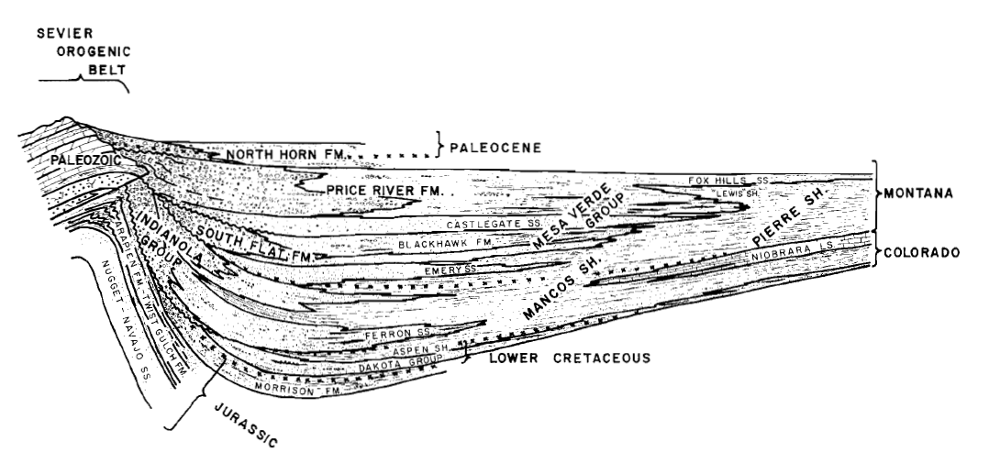 SEVIER
OROGENIC
BELT
PALEOZOIC
NORTH HORN FM.
PALEOCENE
PRICE RIVER FM.
FOX HILLS SS.
LEWIS SH.
MONTANA
CASTLEGATE SS.
MESA VERDE
GROUP
PIERRE SH.
INDIANOLA
GROUP
SOUTH FLAT FM.
BLACKHAWK FM.
EMERY SS.
MANCOS SH.
NIOBRARA LS.
COLORADO
ARAPIEN FM.
TWIST GULCH FM.
NUGGET - NAVAJO SS.
FERRON SS.
ASPEN SH.
DAKOTA GROUP
LOWER CRETACEOUS
MORRISON FM.
JURASSIC